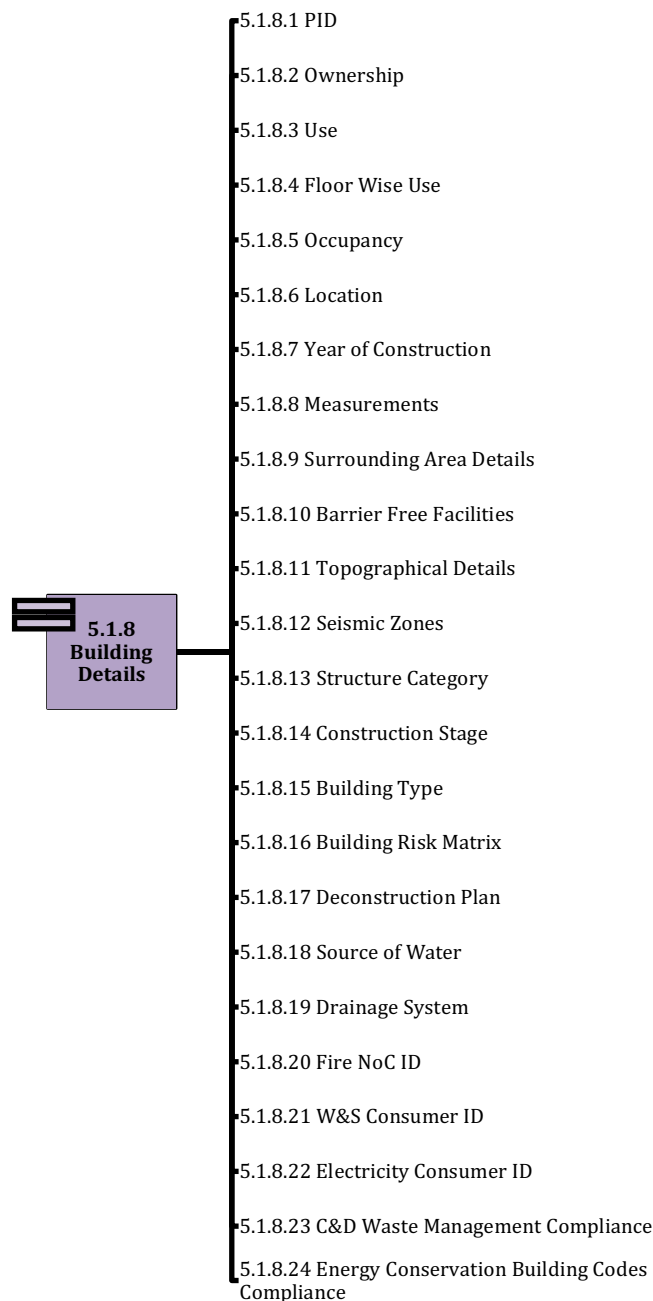 5.1.8.1 PID
5.1.8.2 Ownership
5.1.8.3 Use
5.1.8.4 Floor Wise Use
5.1.8.5 Occupancy
5.1.8.6 Location
5.1.8.7 Year of Construction
5.1.8.8 Measurements
5.1.8.9 Surrounding Area Details
5.1.8.10 Barrier Free Facilities
5.1.8.11 Topographical Details
5.1.8
Building
Details
5.1.8.12 Seismic Zones
5.1.8.13 Structure Category
5.1.8.14 Construction Stage
5.1.8.15 Building Type
5.1.8.16 Building Risk Matrix
5.1.8.17 Deconstruction Plan
5.1.8.18 Source of Water
5.1.8.19 Drainage System
5.1.8.20 Fire NoC ID
5.1.8.21 W&S Consumer ID
5.1.8.22 Electricity Consumer ID
5.1.8.23 C&D Waste Management Compliance
5.1.8.24 Energy Conservation Building Codes
Compliance